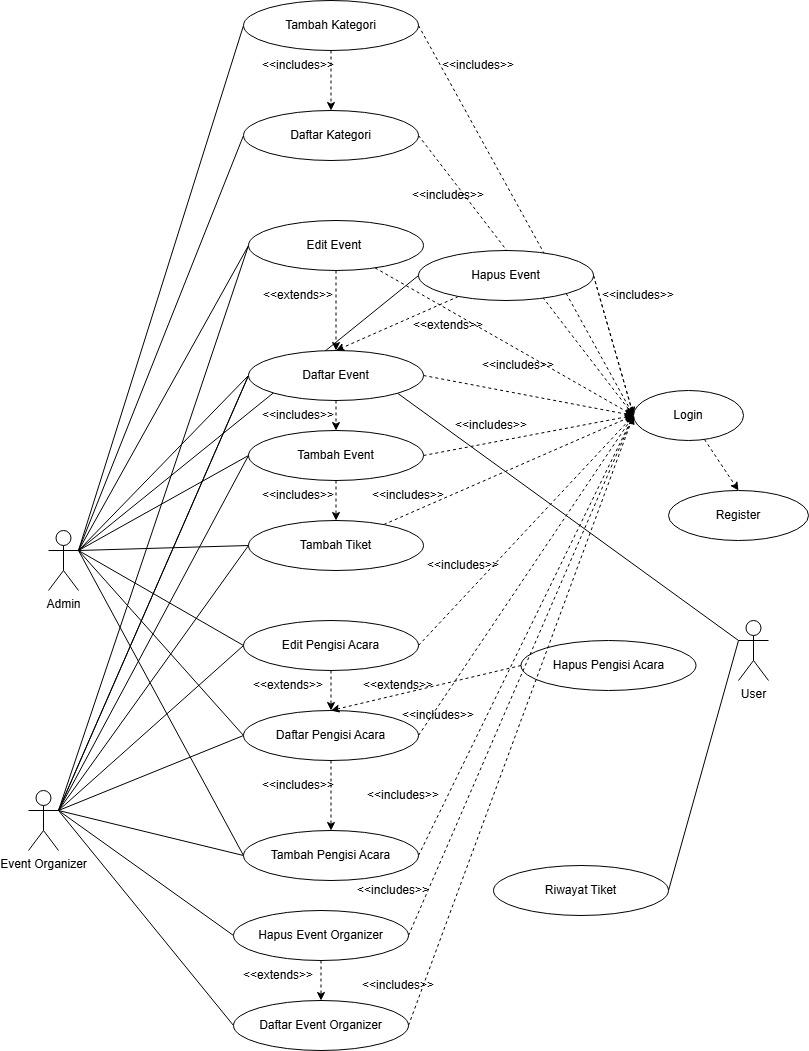 Tambah Kategori
<<includes>>
<<includes>>
Daftar Kategori
<<includes>>
Edit Event
Hapus Event
<<extends>>
<<includes>>
<<extends>>
<<includes>>
Daftar Event
<<includes>>
Login
<<includes>>
Tambah Event
<<includes>>
<<includes>>
Register
Tambah Tiket
<<includes>>
Admin
Edit Pengisi Acara
Hapus Pengisi Acara
<<extends>>
<<extends>>
User
<<includes>>
Daftar Pengisi Acara
<<includes>>
<<includes>>
Tambah Pengisi Acara
Event Organizer
<<includes>>
Riwayat Tiket
Hapus Event Organizer
<<extends>>
<<includes>>
Daftar Event Organizer